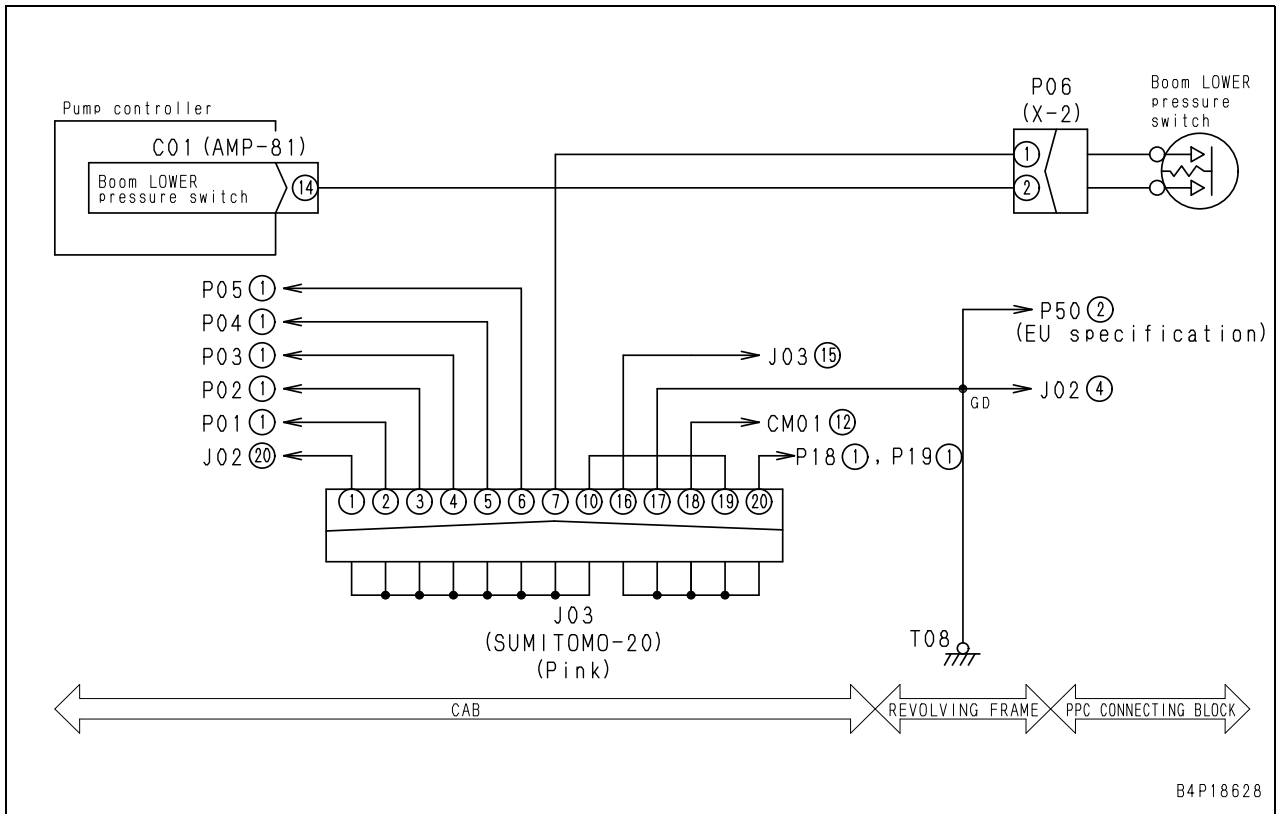 Pump controller
C01 (AMP-81)
Boom LOWER
pressure switch
14
P06
(X-2)
1
2
Boom LOWER
pressure
switch
P05 1
P04 1
P03 1
P02 1
P01 1
J02 20
J03 15
CM01 12
P18 1, P19 1
P50 2
(EU specification)
J02 4
GD
1 2 3 4 5 6 7 10 16 17 18 19 20
J03
(SUMITOMO-20)
(Pink)
T08
CAB
REVOLVING FRAME
PPC CONNECTING BLOCK
B4P18628